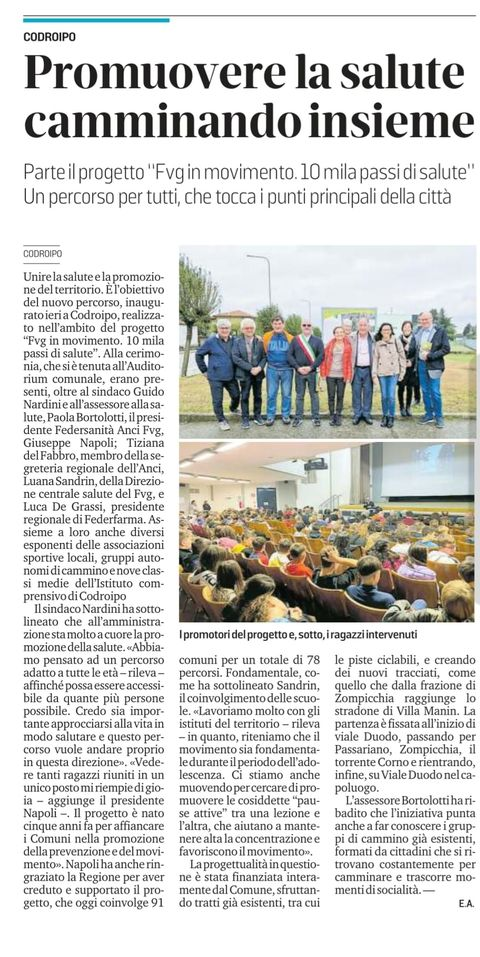 CODROIPO
Promuovere la salute
camminando insieme
Parte il progetto "Fvg in movimento. 10 mila passi di salute"
Un percorso per tutti, che tocca i punti principali della città
CODROIPO
Unire la salute e la promozio-
ne del territorio. È l'obiettivo
del nuovo percorso, inaugu-
rato ieri a Codroipo, realizza-
to nell'ambito del progetto
"Fvg in movimento. 10 mila
passi di salute". Alla cerimo-
nia, che si è tenuta all'Audi-
torium comunale, erano pre-
senti, oltre al sindaco Guido
Nardini e all'assessore alla sa-
lute, Paola Bortolotti, il presi-
dente Federsanità Anci Fvg,
Giuseppe Napoli; Tiziana
del Fabbro, membro della se-
greteria regionale dell'Anci,
Luana Sandrin, della Direzio-
ne centrale salute del Fvg, e
Luca De Grassi, presidente
regionale di Federfarma. As-
sieme a loro anche diversi
esponenti delle associazioni
sportive locali, gruppi auto-
nomi di cammino e nove clas-
si medie dell'Istituto com-
prensivo di Codroipo
Il sindaco Nardini ha sotto-
lineato che all'amministra-
zione sta molto a cuore la pro-
mozione della salute. «Abbia-
mo pensato ad un percorso
adatto a tutte le età – rileva –
affinché possa essere accessi-
bile da quante più persone
possibile. Credo sia impor-
tante approcciarsi alla vita in
modo salutare e questo per-
corso vuole andare proprio
in questa direzione». «Vede-
re tanti ragazzi riuniti in un
unico posto mi riempie di gio-
ia – aggiunge il presidente
Napoli –. Il progetto è nato
cinque anni fa per affiancare
i Comuni nella promozione
della prevenzione e del movi-
mento». Napoli ha anche rin-
graziato la Regione per aver
creduto e supportato il pro-
getto, che oggi coinvolge 91
I promotori del progetto e, sotto, i ragazzi intervenuti
comuni per un totale di 78
percorsi. Fondamentale, co-
me ha sottolineato Sandrin,
il coinvolgimento delle scuo-
le. «Lavoriamo molto con gli
istituti del territorio – rileva
– in quanto, riteniamo che il
movimento sia fondamenta-
le durante il periodo dell'ado-
lescenza. Ci stiamo anche
muovendo per cercare di pro-
muovere le cosiddette "pau-
se attive" tra una lezione e
l'altra, che aiutano a mante-
nere alta la concentrazione e
favoriscono il movimento».
La progettualità in questio-
ne è stata finanziata intera-
mente dal Comune, sfruttan-
do tratti già esistenti, tra cui
le piste ciclabili, e creando
dei nuovi tracciati, come
quello che dalla frazione di
Zompicchia raggiunge lo
stradone di Villa Manin. La
partenza è fissata all'inizio di
viale Duodo, passando per
Passariano, Zompicchia, il
torrente Corno e rientrando,
infine, su Viale Duodo nel ca-
poluogo.
L'assessore Bortolotti ha ri-
badito che l'iniziativa punta
anche a far conoscere i grup-
pi di cammino già esistenti,
formati da cittadini che si ri-
trovano costantemente per
camminare e trascorre mo-
menti di socialità. —
E.A.